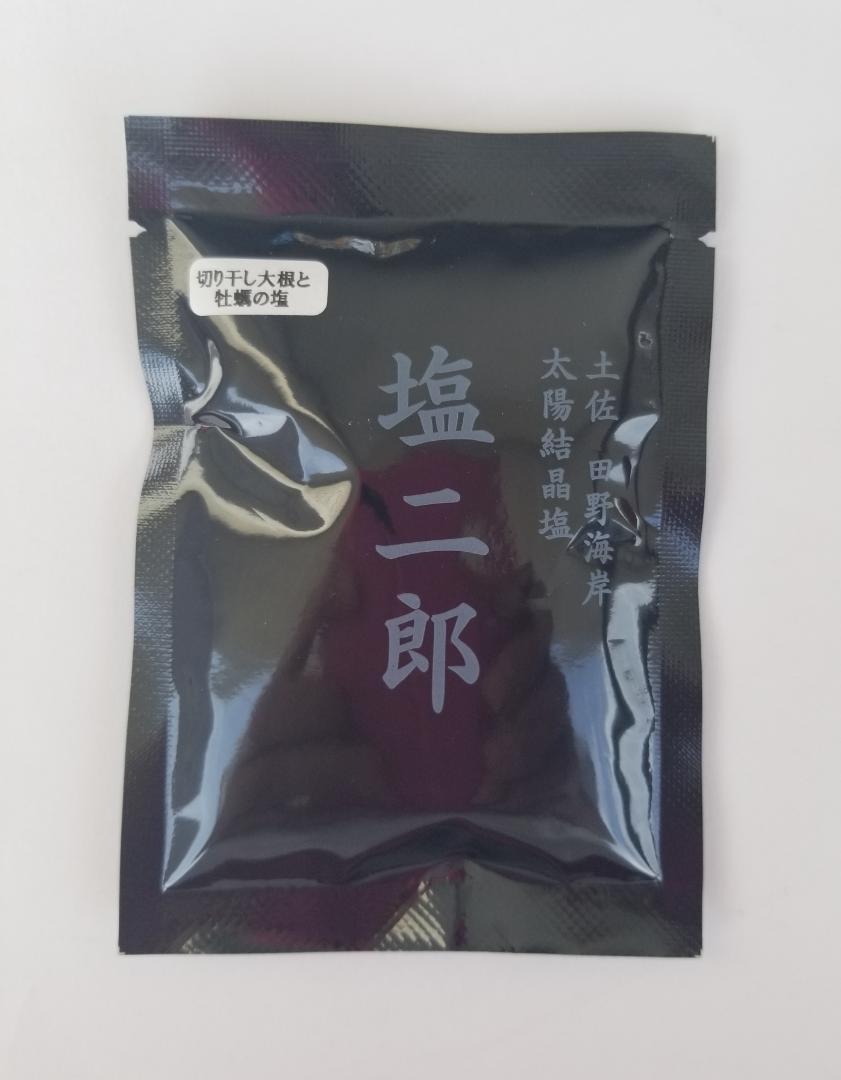 切り干し大根と
牡蠣の塩
土佐 田野海岸
太陽結晶塩
塩二郎